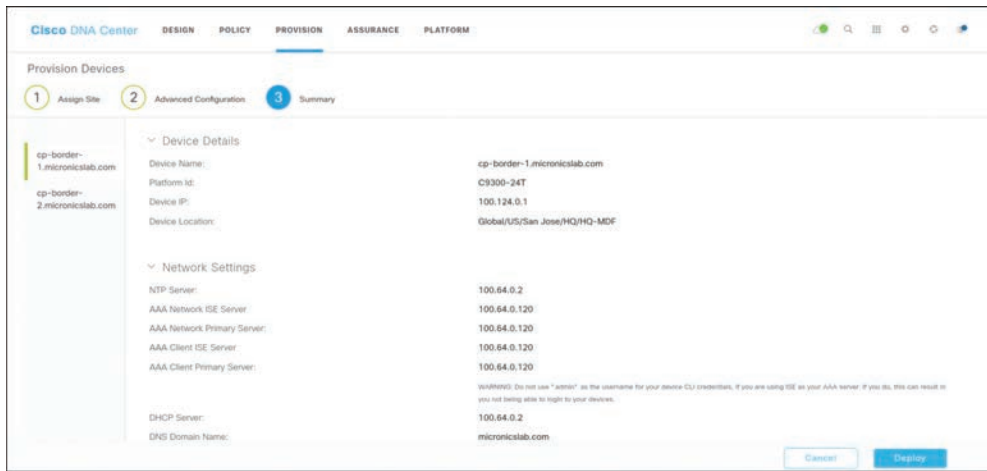 Cisco DNA Center DESIGN POLICY PROVISION ASSURANCE PLATFORM
Provision Devices
1 Assign Site 2 Advanced Configuration 3 Summary
cp-border-
1.micronicslab.com
cp-border-
2.micronicslab.com
Device Details
Device Name: cp-border-1.micronicslab.com
Platform Id: C9300-24T
Device IP: 100.124.0.1
Device Location: Global/US/San Jose/HQ/HQ-MDF
Network Settings
NTP Server: 100.64.0.2
AAA Network ISE Server 100.64.0.120
AAA Network Primary Server: 100.64.0.120
AAA Client ISE Server 100.64.0.120
AAA Client Primary Server: 100.64.0.120
WARNING: Do not use "admin" as the username for your device CLI credentials, if you are using ISE as your AAA server. If you do, this can result in
you not being able to login to your devices.
DHCP Server: 100.64.0.2
DNS Domain Name: micronicslab.com
Cancel Deploy